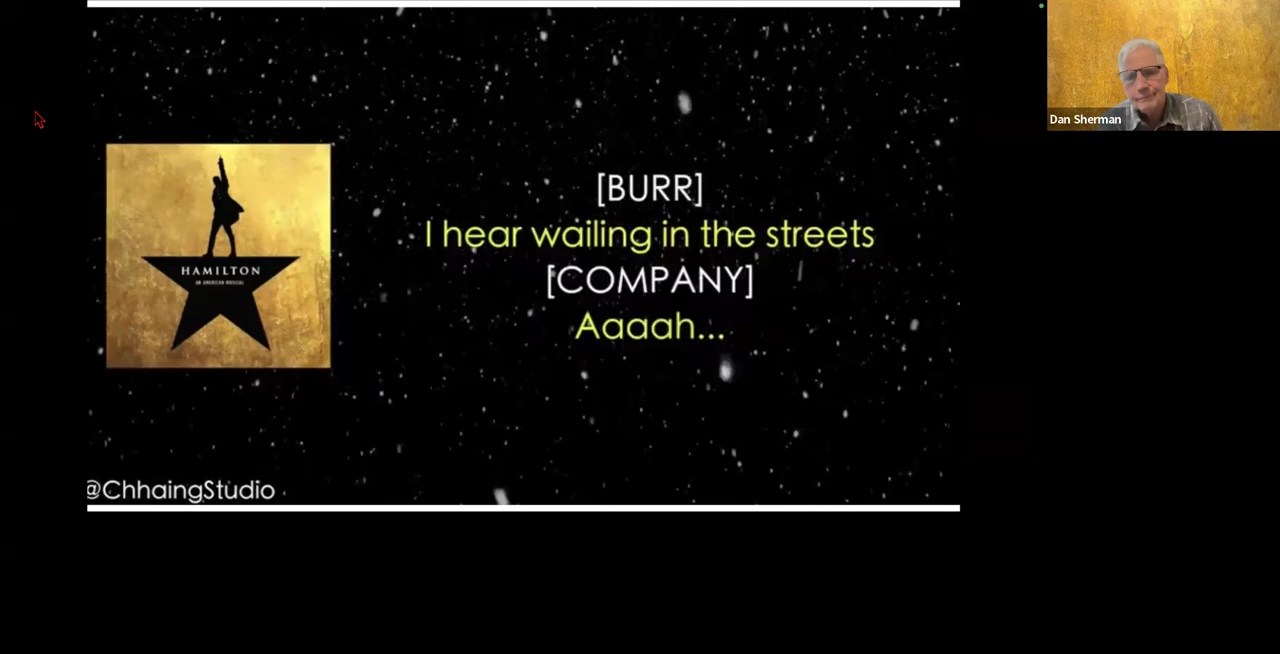 [BURR]
I hear wailing in the streets
[COMPANY]
Aaaah...
HAMILTON
AN AMERICAN MUSICAL
@ChhaingStudio
Dan Sherman